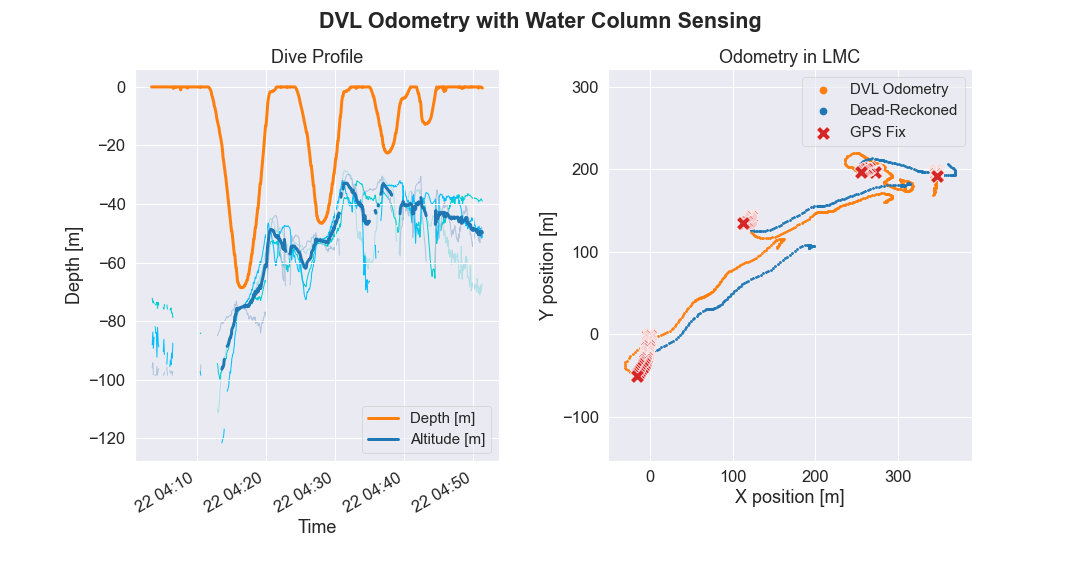 DVL Odometry with Water Column Sensing
Dive Profile
0
−20
−40
−60
−80
−100
−120
Depth [m]
Depth [m]
Altitude [m]
22 04:10
22 04:20
22 04:30
22 04:40
22 04:50
Time
Odometry in LMC
300
200
100
0
−100
Y position [m]
DVL Odometry
Dead-Reckoned
GPS Fix
0
100
200
300
X position [m]